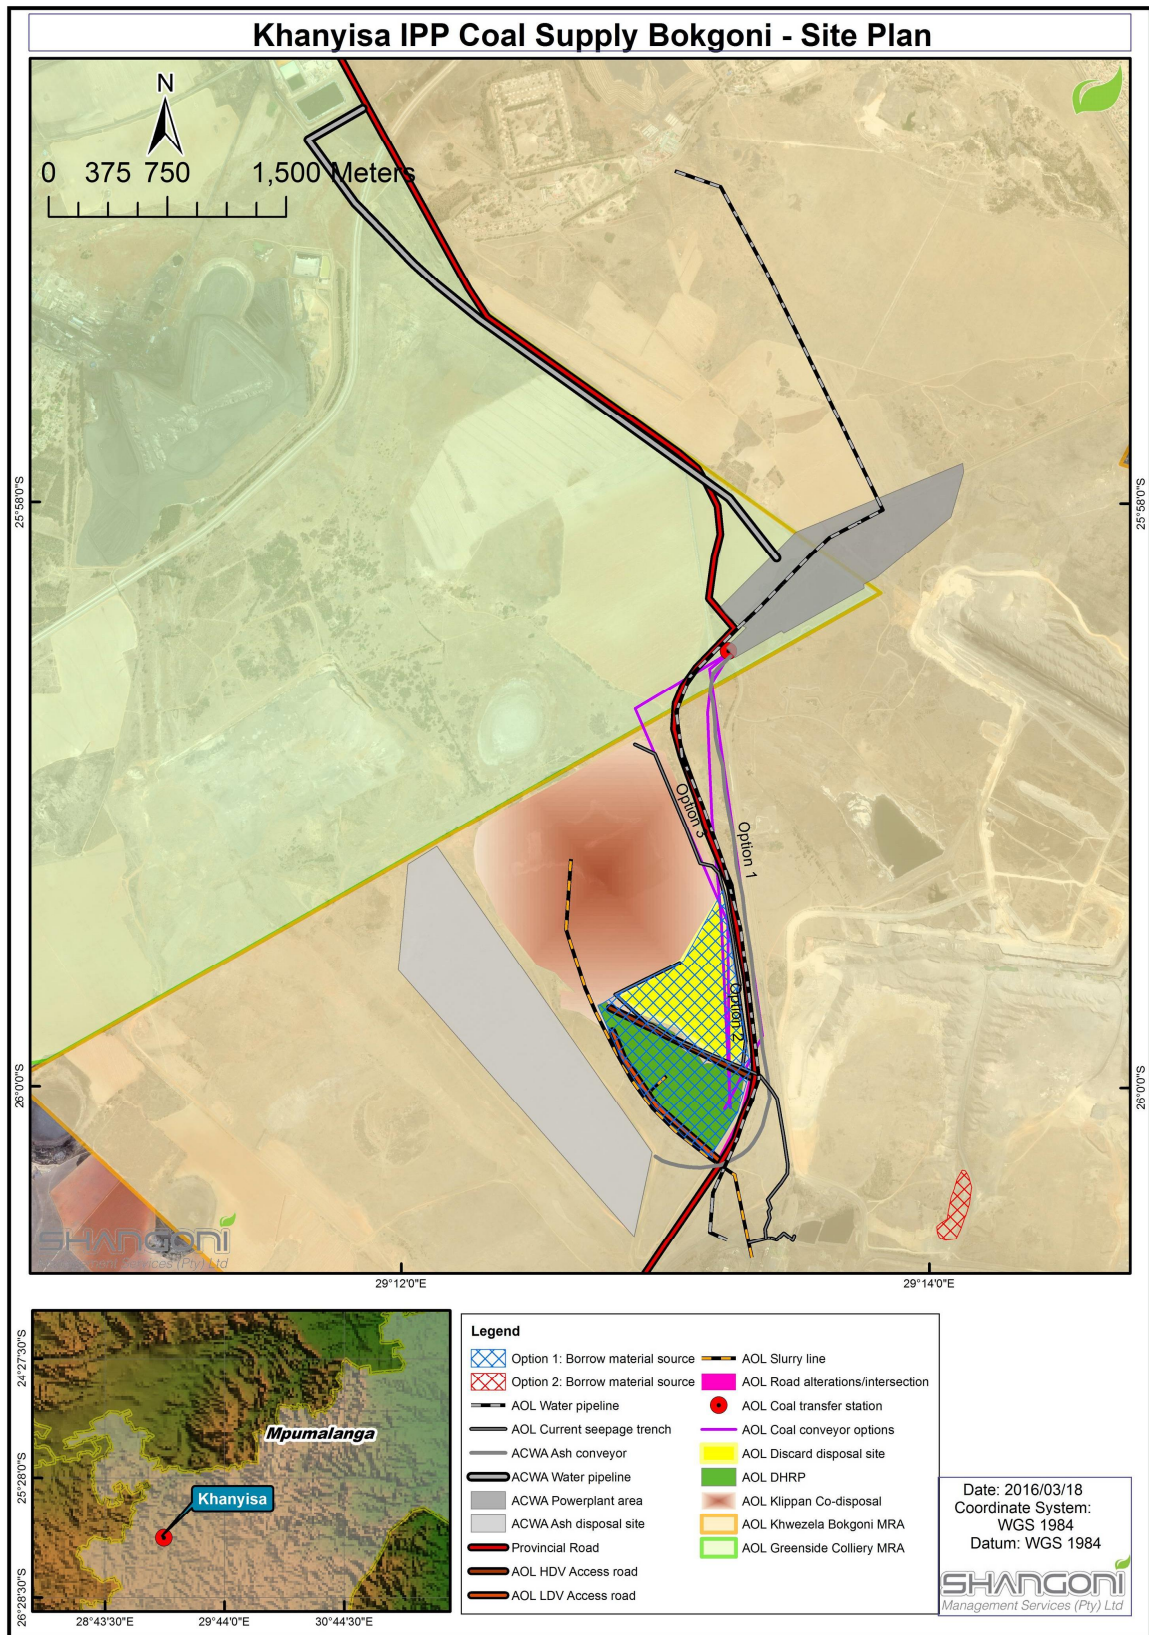 Khanyisa IPP Coal Supply Bokgoni - Site Plan
N
0 375 750 1,500 Meters
25°58'0"S
25°58'0"S
Option 3
Option 1
Option 2
26°0'0"S
26°0'0"S
SHANGONI
Management Services (Pty) Ltd
29°12'0"E
29°14'0"E
24°27'30"S
25°28'0"S
26°28'30"S
Mpumalanga
Khanyisa
28°43'30"E
29°44'0"E
30°44'30"E
Legend
Option 1: Borrow material source
Option 2: Borrow material source
AOL Water pipeline
AOL Current seepage trench
ACWA Ash conveyor
ACWA Water pipeline
ACWA Powerplant area
ACWA Ash disposal site
Provincial Road
AOL HDV Access road
AOL LDV Access road
AOL Slurry line
AOL Road alterations/intersection
AOL Coal transfer station
AOL Coal conveyor options
AOL Discard disposal site
AOL DHRP
AOL Klippan Co-disposal
AOL Khwezela Bokgoni MRA
AOL Greenside Colliery MRA
Date: 2016/03/18
Coordinate System:
WGS 1984
Datum: WGS 1984
SHANGONI
Management Services (Pty) Ltd